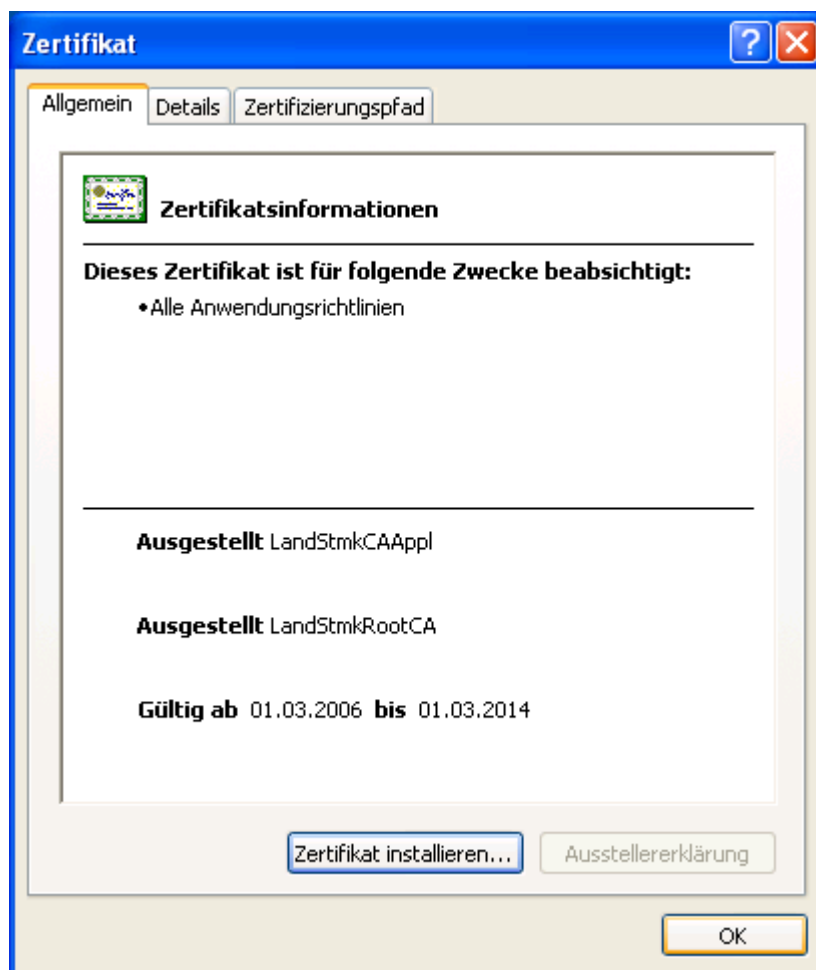 Zertifikat
Allgemein Details Zertifizierungspfad
Zertifikatsinformationen
Dieses Zertifikat ist für folgende Zwecke beabsichtigt:
•Alle Anwendungsrichtlinien
Ausgestellt LandStmkCAAppl
Ausgestellt LandStmkRootCA
Gültig ab 01.03.2006 bis 01.03.2014
Zertifikat installieren... Ausstellererklärung
OK